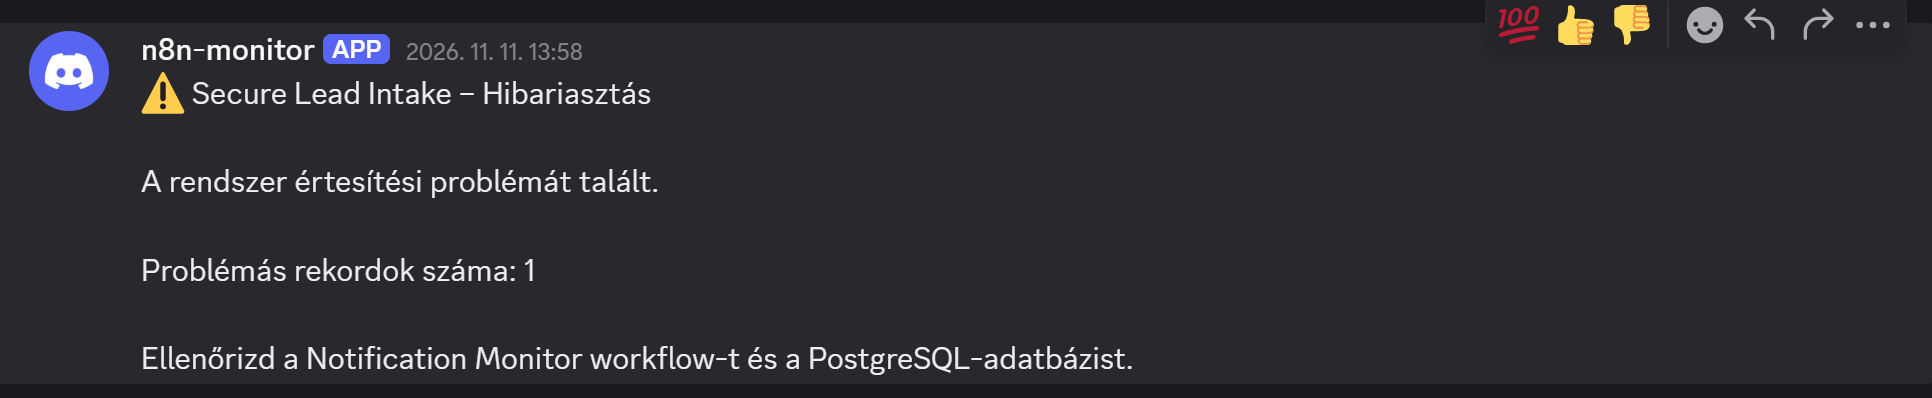 n8n-monitor APP 2026. 11. 11. 13:58
⚠️ Secure Lead Intake – Hibariasztás
A rendszer értesítési problémát talált.
Problémás rekordok száma: 1
Ellenőrizd a Notification Monitor workflow-t és a PostgreSQL-adatbázist.